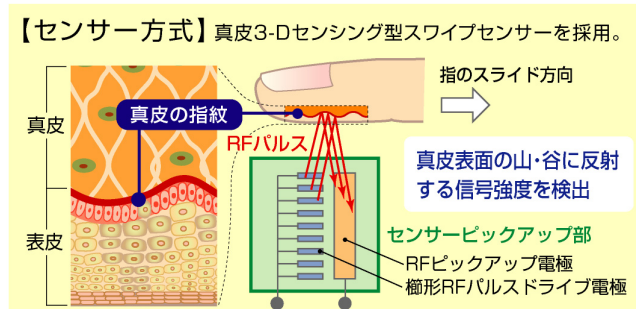 【センサー方式】真皮3-Dセンシング型スワイプセンサーを採用。
指のスライド方向
真皮の指紋
真皮
RFパルス
真皮表面の山・谷に反射
する信号強度を検出
表皮
センサーピックアップ部
RFピックアップ電極
櫛形RFパルスドライブ電極